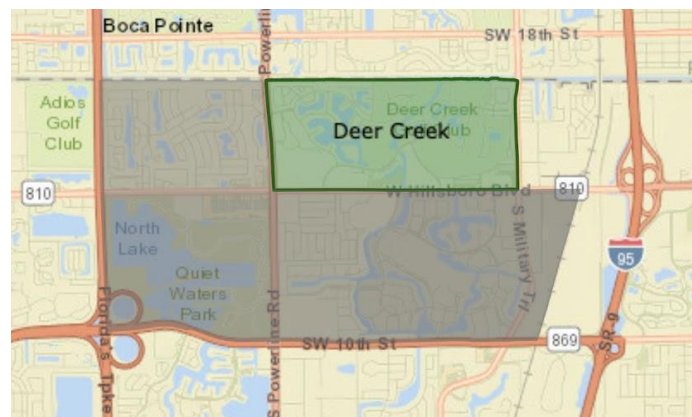 Boca Pointe
Powerline Rd
SW 18th St
Adios
Golf
Club
Deer Creek
Deer Creek
Club
810
W Hillsboro Blvd
810
North
Lake
Quiet
Waters
Park
S Military Trl
95
Florida's Tpke
S Powerline Rd
SW 10th St
869
SR 9